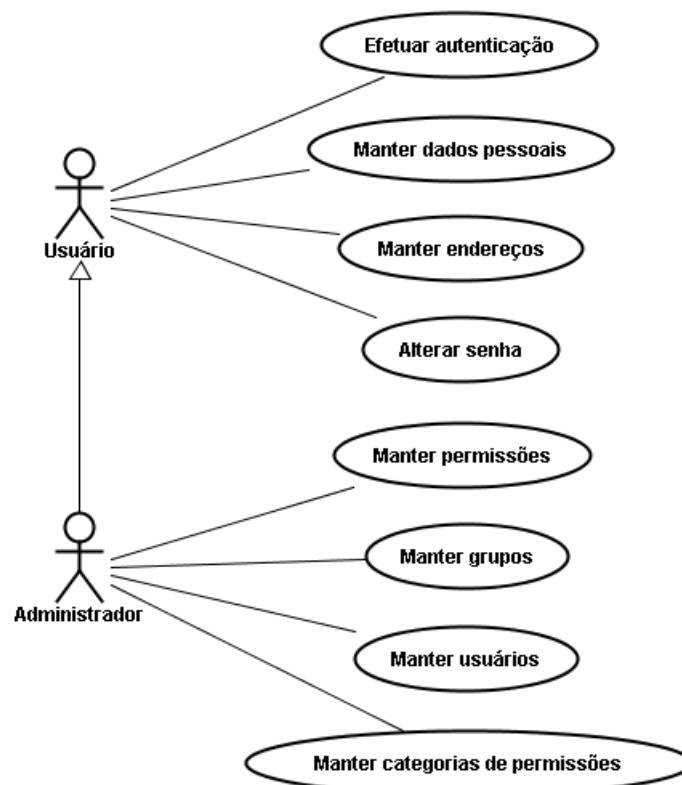 Efetuar autenticação
Manter dados pessoais
Usuário
Manter endereços
Alterar senha
Manter permissões
Manter grupos
Administrador
Manter usuários
Manter categorias de permissões